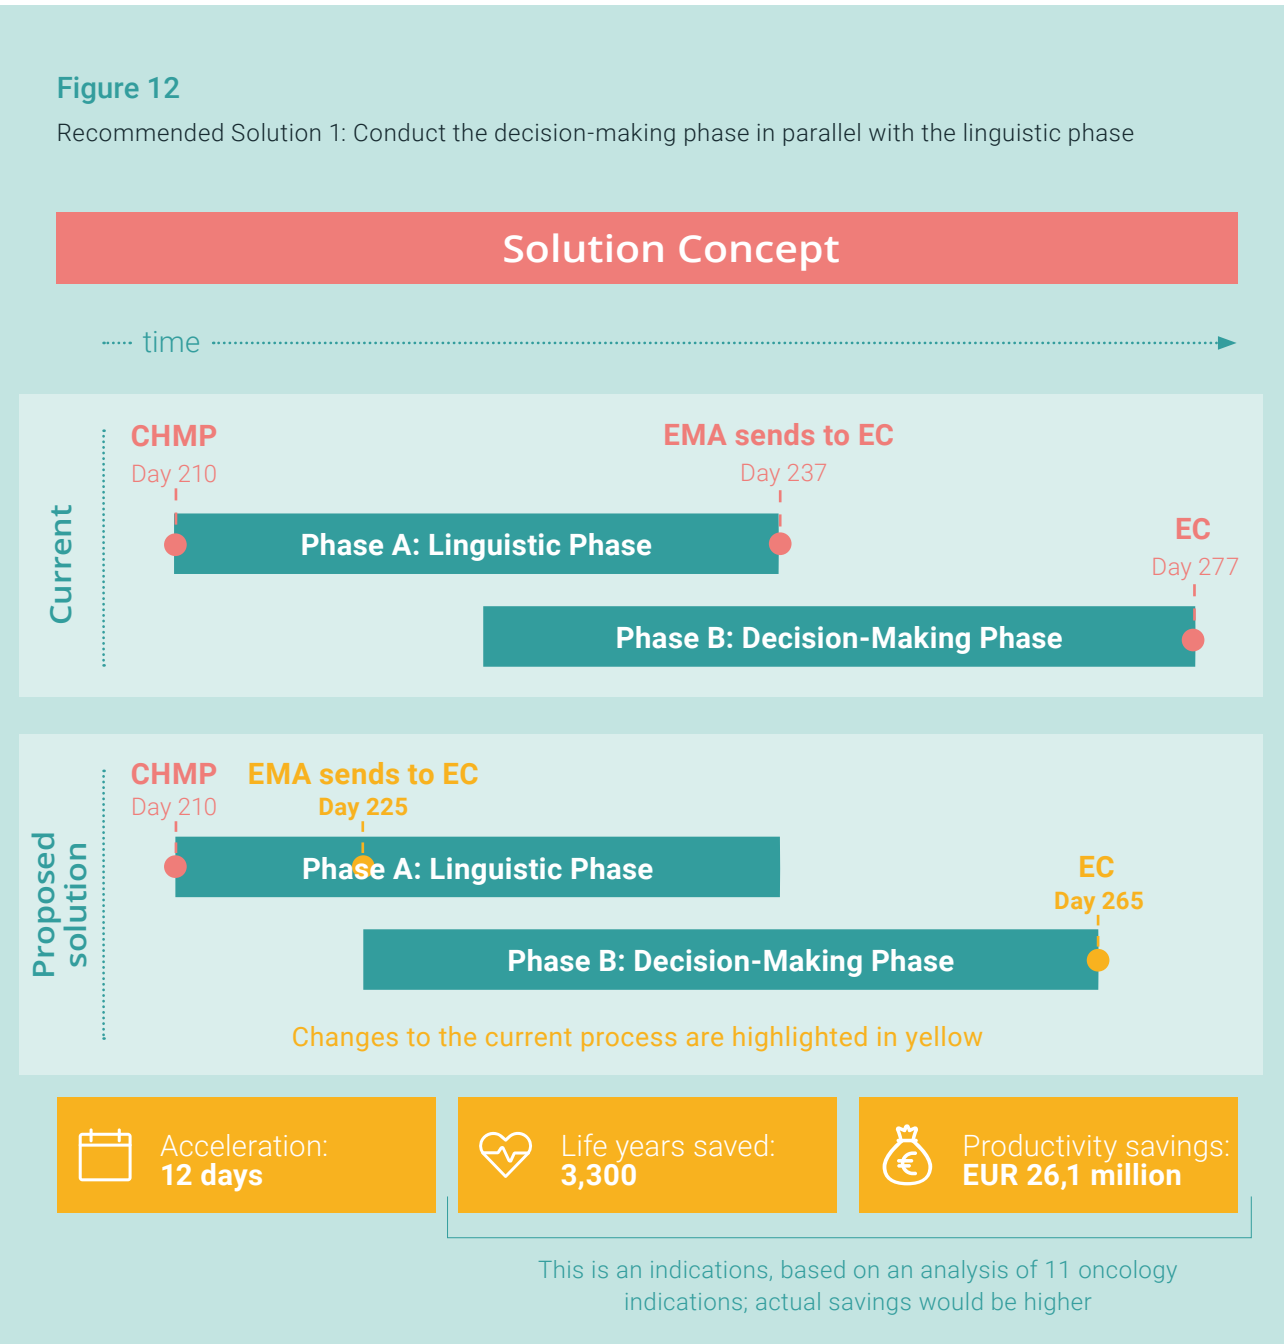 Figure 12
Recommended Solution 1: Conduct the decision-making phase in parallel with the linguistic phase
Solution Concept
time
Current
CHMP
Day 210
EMA sends to EC
Day 237
Phase A: Linguistic Phase
EC
Day 277
Phase B: Decision-Making Phase
Proposed
solution
CHMP
Day 210
EMA sends to EC
Day 225
Phase A: Linguistic Phase
EC
Day 265
Phase B: Decision-Making Phase
Changes to the current process are highlighted in yellow
Acceleration:
12 days
Life years saved:
3,300
€
Productivity savings:
EUR 26,1 million
This is an indications, based on an analysis of 11 oncology
indications; actual savings would be higher